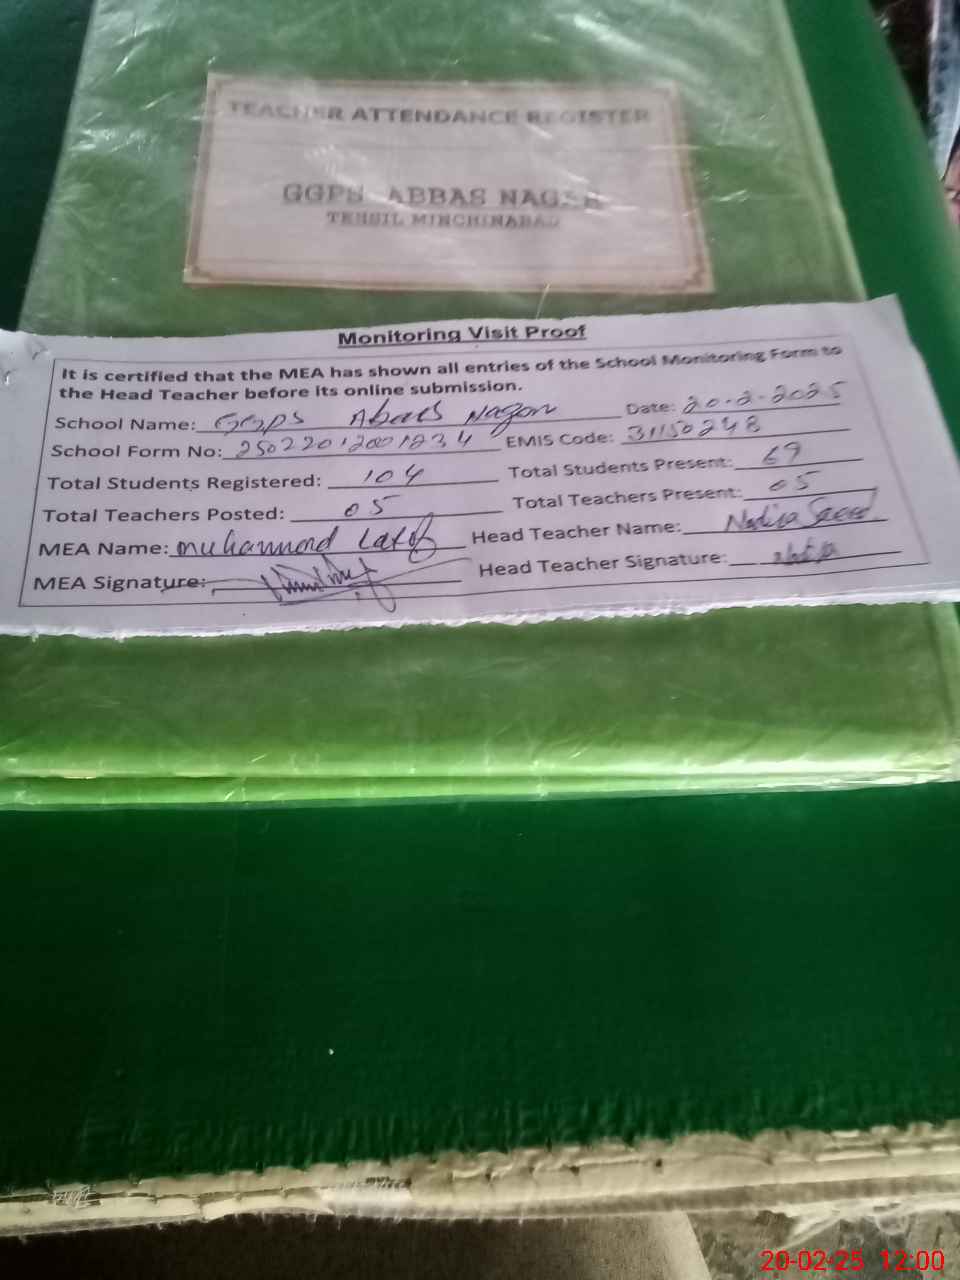 TEACHER ATTENDANCE REGISTER
GGPS ABBAS NAGAR
TEHSIL MINCHINABAD
Monitoring Visit Proof
It is certified that the MEA has shown all entries of the School Monitoring Form to
the Head Teacher before its online submission.
School Name: GGPS Abbas Nagar Date: 20-2-2025
School Form No: 25022012001234 EMIS Code: 31150248
Total Students Registered: 104 Total Students Present: 69
Total Teachers Posted: 05 Total Teachers Present: 05
MEA Name: Muhammad Latif Head Teacher Name: Nadia Saeed
MEA Signature: Head Teacher Signature:
20-02-25 12:00